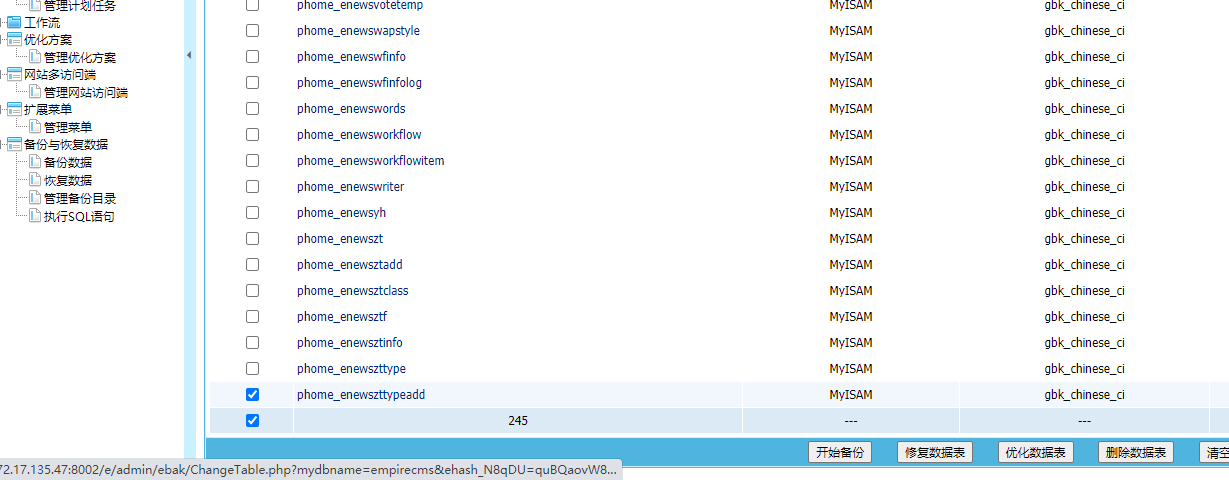 管理计划任务
工作流
优化方案
管理优化方案
网站多访问端
管理网站访问端
扩展菜单
管理菜单
备份与恢复数据
备份数据
恢复数据
管理备份目录
执行SQL语句
phome_enewsvotetemp MyISAM gbk_chinese_ci
phome_enewswapstyle MyISAM gbk_chinese_ci
phome_enewswfinfo MyISAM gbk_chinese_ci
phome_enewswfinfolog MyISAM gbk_chinese_ci
phome_enewswords MyISAM gbk_chinese_ci
phome_enewsworkflow MyISAM gbk_chinese_ci
phome_enewsworkflowitem MyISAM gbk_chinese_ci
phome_enewswriter MyISAM gbk_chinese_ci
phome_enewsyh MyISAM gbk_chinese_ci
phome_enewszt MyISAM gbk_chinese_ci
phome_enewsztadd MyISAM gbk_chinese_ci
phome_enewsztclass MyISAM gbk_chinese_ci
phome_enewsztf MyISAM gbk_chinese_ci
phome_enewsztinfo MyISAM gbk_chinese_ci
phome_enewszttype MyISAM gbk_chinese_ci
phome_enewszttypeadd MyISAM gbk_chinese_ci
245 --- ---
开始备份 修复数据表 优化数据表 删除数据表 清空
72.17.135.47:8002/e/admin/ebak/ChangeTable.php?mydbname=empirecms&ehash_N8qDU=quBQaovW8...